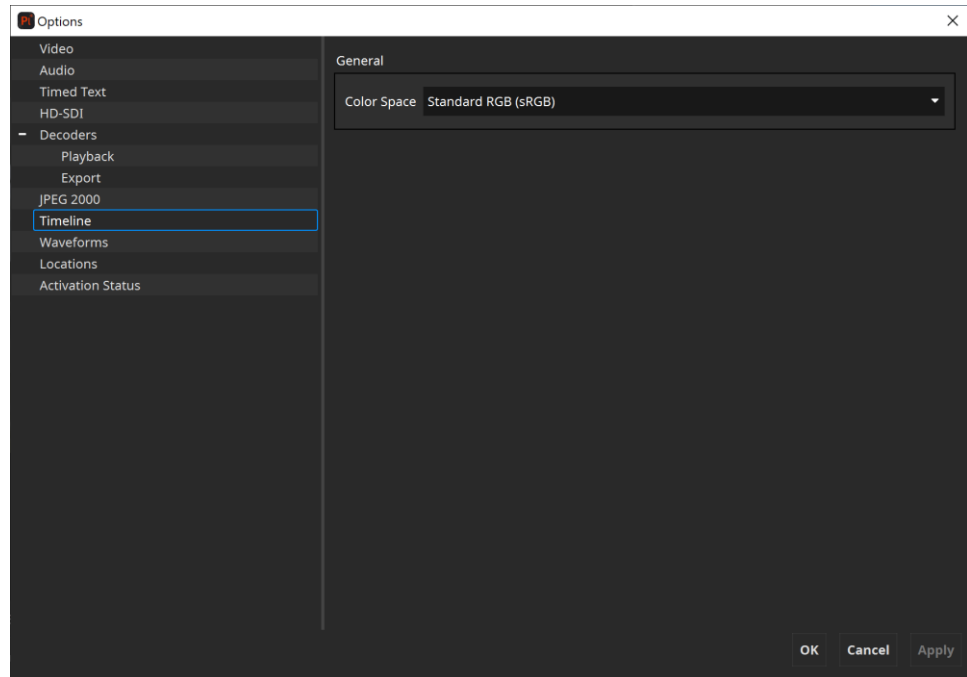 Pi Options
Video
Audio
Timed Text
HD-SDI
Decoders
Playback
Export
JPEG 2000
Timeline
Waveforms
Locations
Activation Status
General
Color Space Standard RGB (sRGB)
OK Cancel Apply